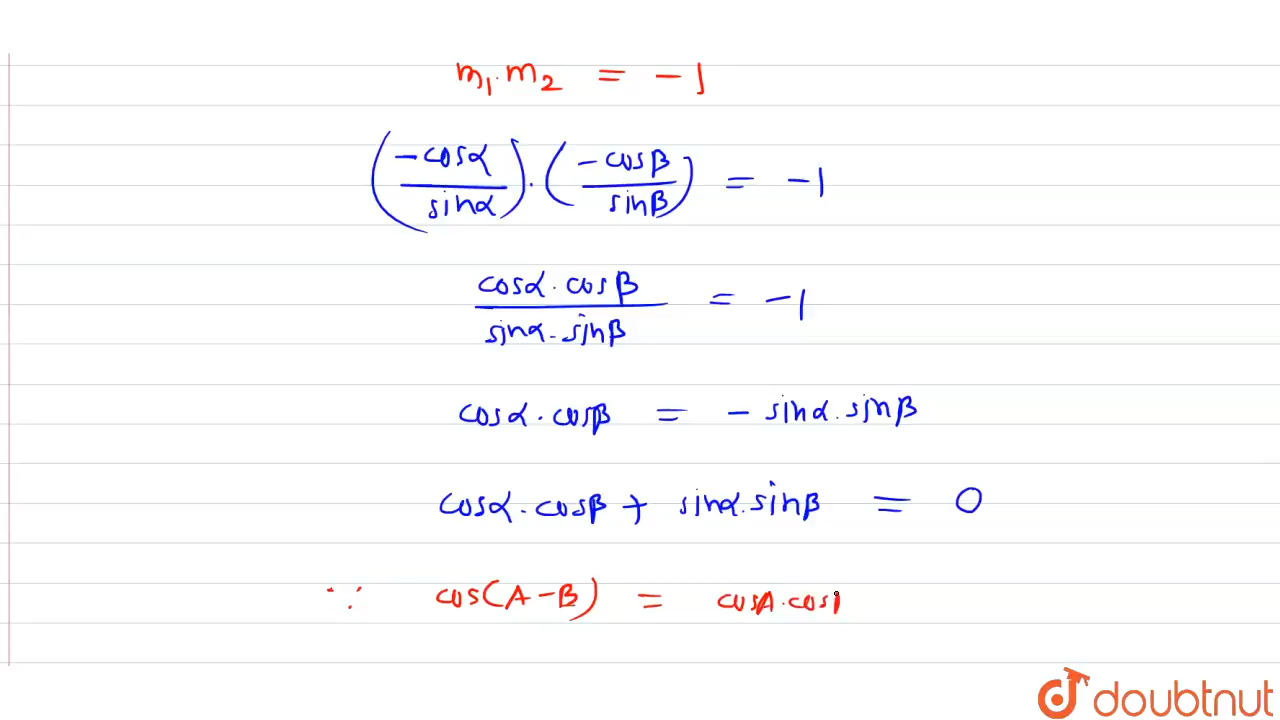 m₁.m₂ = -1
(-cosα/sinα).(-cosβ/sinβ) = -1
cosα.cosβ/sinα.sinβ = -1
cosα.cosβ = - sinα.sinβ
cosα.cosβ + sinα.sinβ = 0
∵ cos(A-B) = cosA.cos
doubtnut